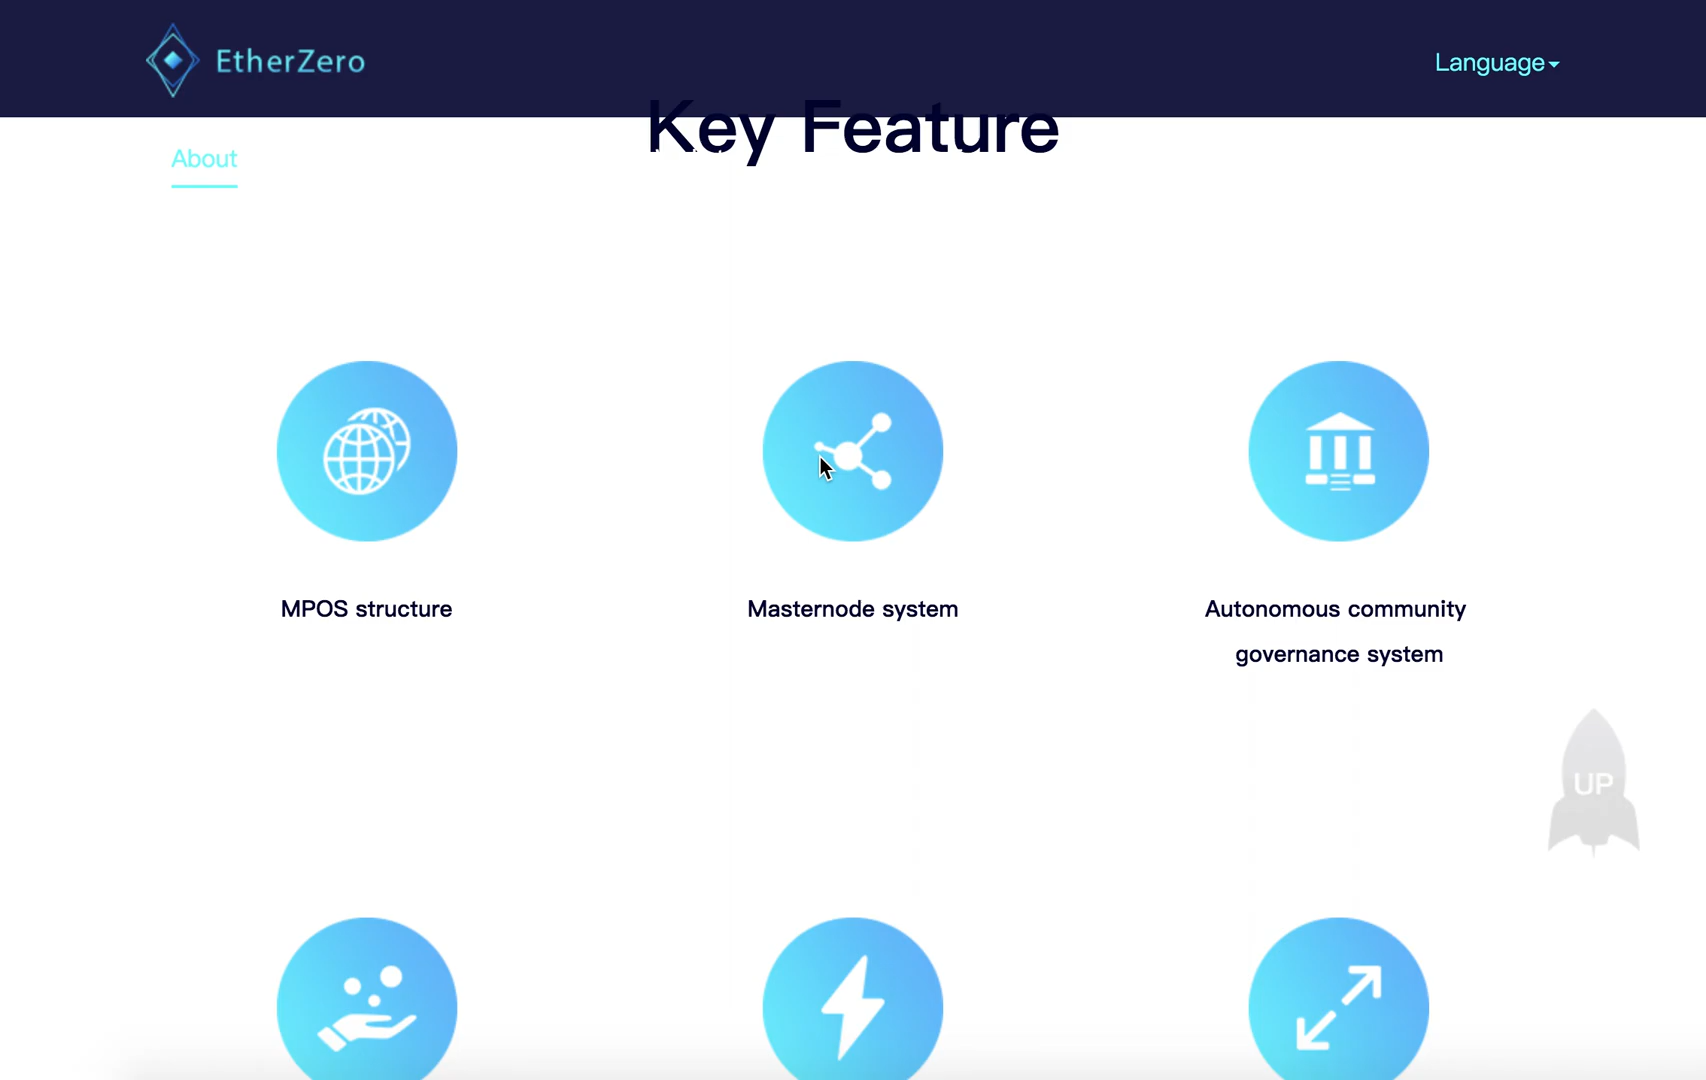 EtherZero
Language
Key Feature
About
MPOS structure
Masternode system
Autonomous community
governance system
UP